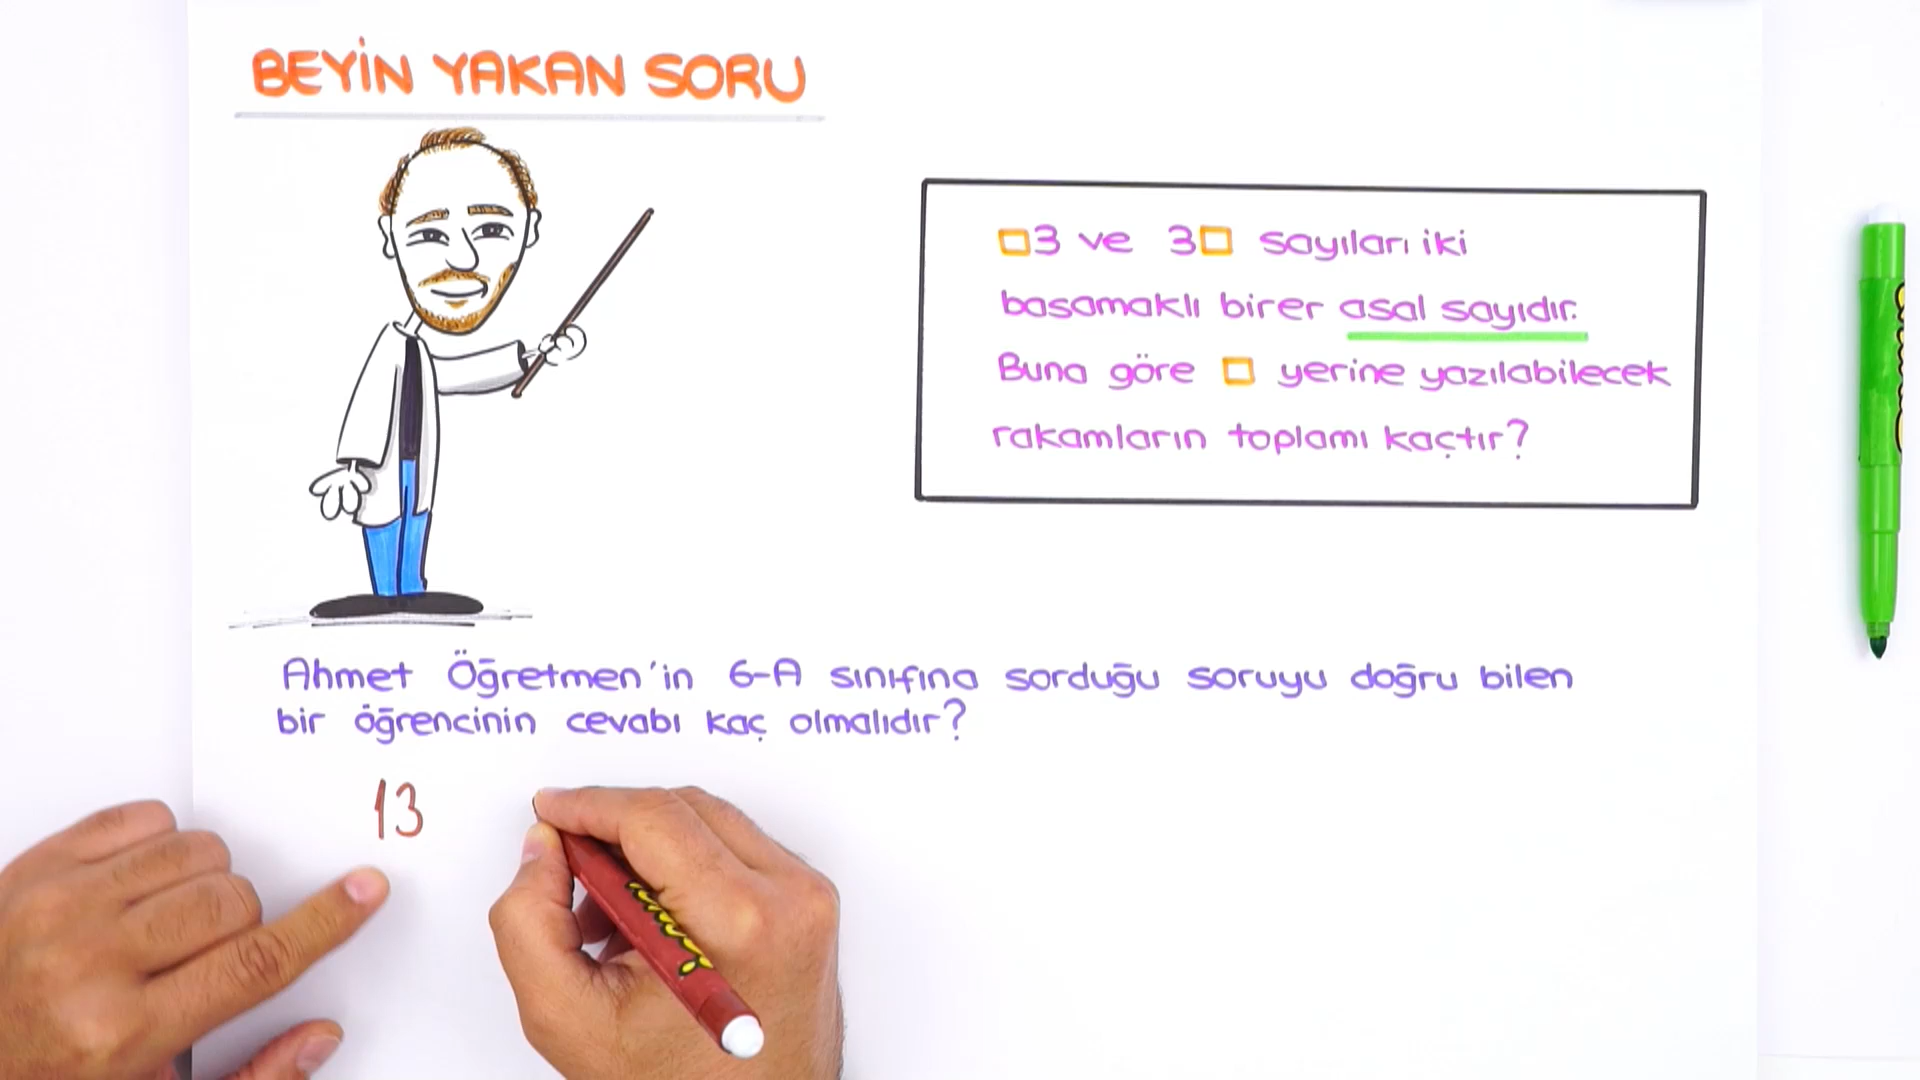 BEYİN YAKAN SORU
□3 ve 3□ sayıları iki
basamaklı birer asal sayıdır.
Buna göre □ yerine yazılabilecek
rakamların toplamı kaçtır?
Ahmet Öğretmen'in 6-A sınıfına sorduğu soruyu doğru bilen
bir öğrencinin cevabı kaç olmalıdır?
13